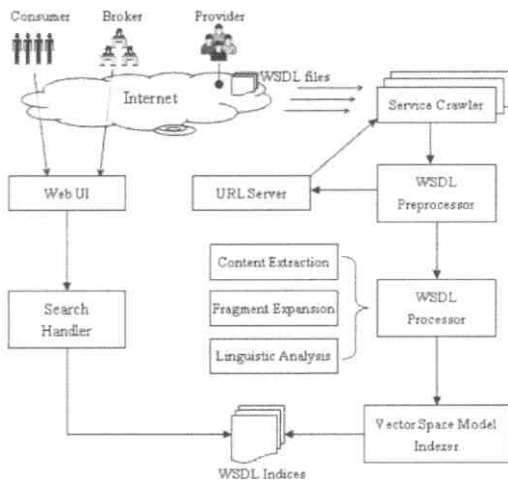 Consumer
Broker
Provider
WSDL files
Internet
Service Crawler
Web UI
URL Server
WSDL
Preprocessor
Content Extraction
Fragment Expansion
Linguistic Analysis
WSDL
Processor
Search
Handler
Vector Space Model
Indexer
WSDL Indices